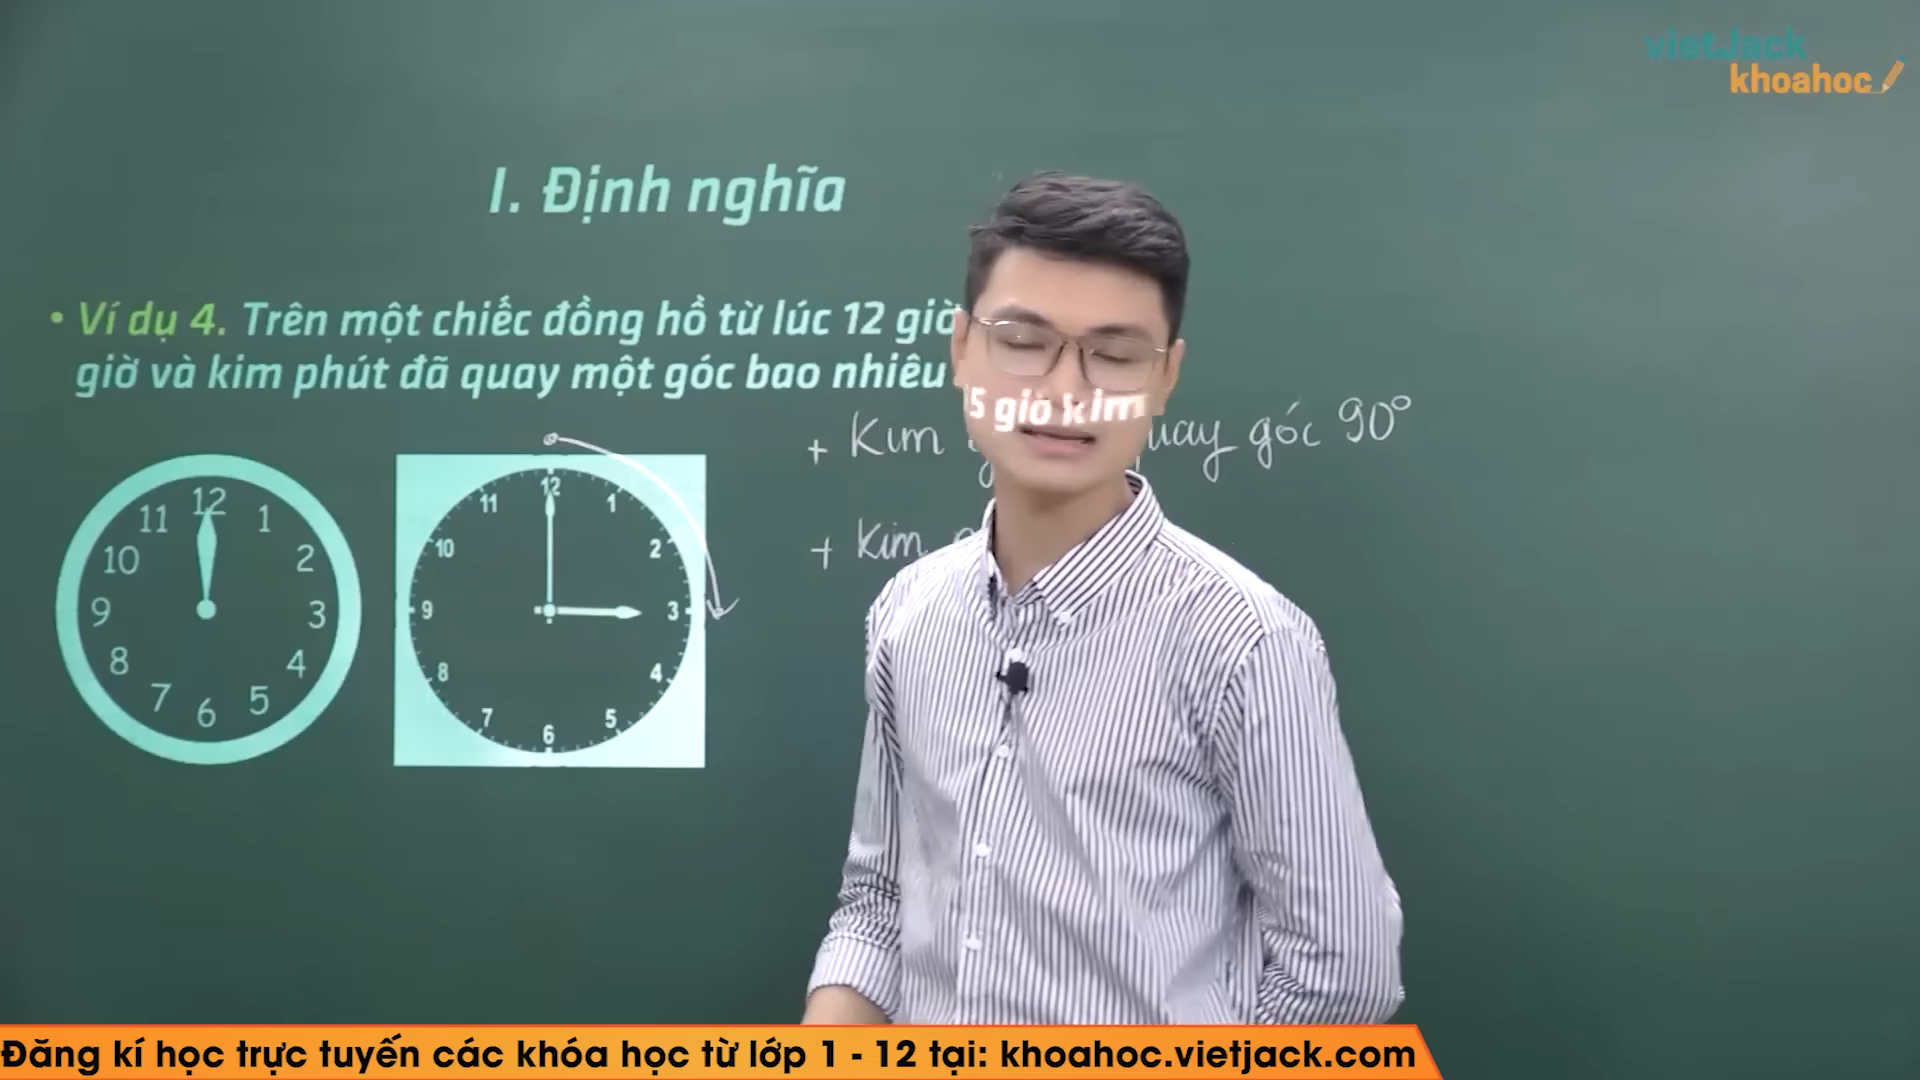 vietJack
khoahoc
I. Định nghĩa
• Ví dụ 4. Trên một chiếc đồng hồ từ lúc 12 giờ
5 giờ kim
giờ và kim phút đã quay một góc bao nhiêu
+ Kim quay góc 90°
+ Kim
12
11 1
10 2
9 3
8 4
7 5
6
12
11 1
10 2
9 3
8 4
7 5
6
Đăng kí học trực tuyến các khóa học từ lớp 1 - 12 tại: khoahoc.vietjack.com